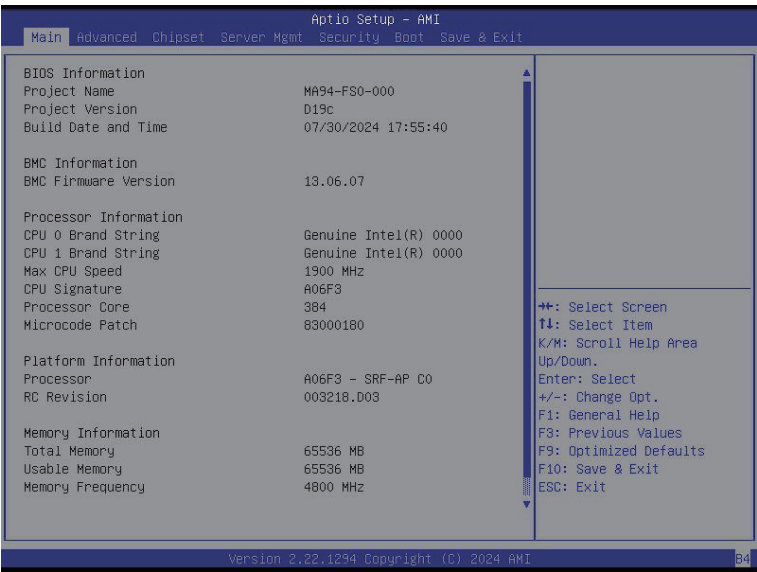 Aptio Setup – AMI
Main Advanced Chipset Server Mgmt Security Boot Save & Exit
BIOS Information
Project Name MA94-FS0-000
Project Version D19c
Build Date and Time 07/30/2024 17:55:40
BMC Information
BMC Firmware Version 13.06.07
Processor Information
CPU 0 Brand String Genuine Intel(R) 0000
CPU 1 Brand String Genuine Intel(R) 0000
Max CPU Speed 1900 MHz
CPU Signature A06F3
Processor Core 384
Microcode Patch 83000180
Platform Information
Processor A06F3 - SRF-AP C0
RC Revision 003218.D03
Memory Information
Total Memory 65536 MB
Usable Memory 65536 MB
Memory Frequency 4800 MHz
→←: Select Screen
↑↓: Select Item
K/M: Scroll Help Area
Up/Down.
Enter: Select
+/-: Change Opt.
F1: General Help
F3: Previous Values
F9: Optimized Defaults
F10: Save & Exit
ESC: Exit
Version 2.22.1294 Copyright (C) 2024 AMI
B4